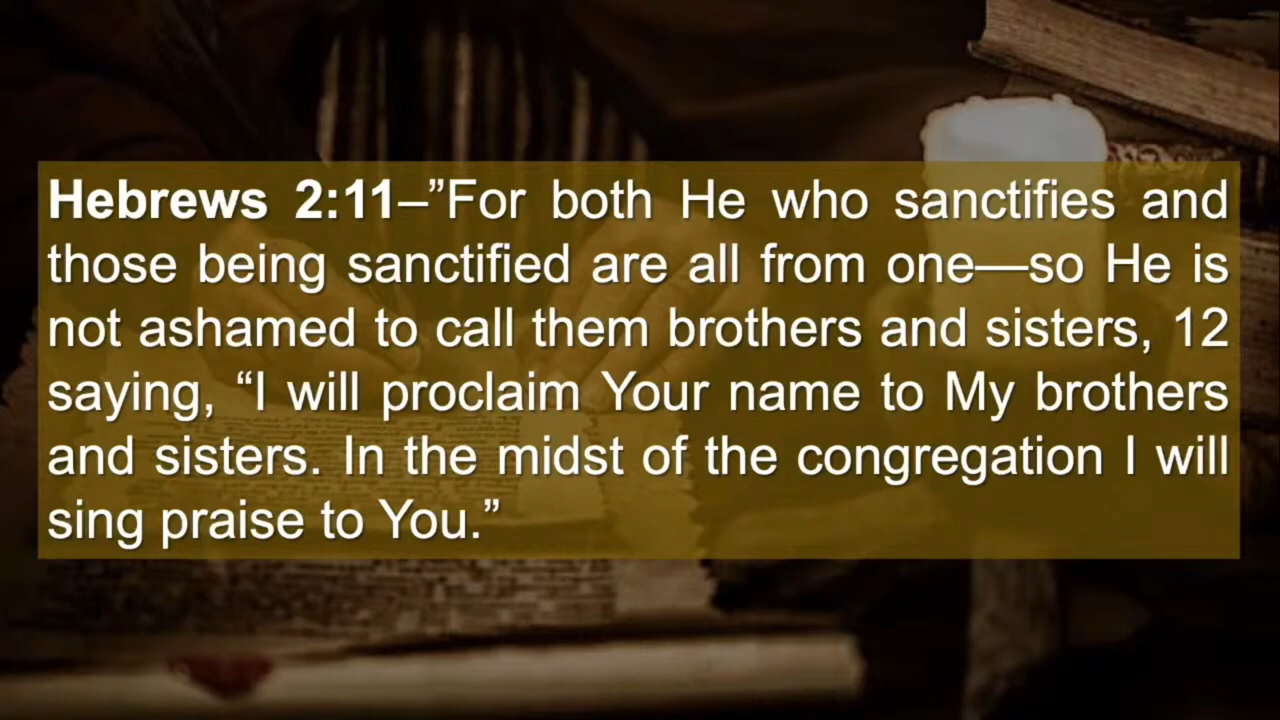 Hebrews 2:11–”For both He who sanctifies and
those being sanctified are all from one—so He is
not ashamed to call them brothers and sisters, 12
saying, “I will proclaim Your name to My brothers
and sisters. In the midst of the congregation I will
sing praise to You.”